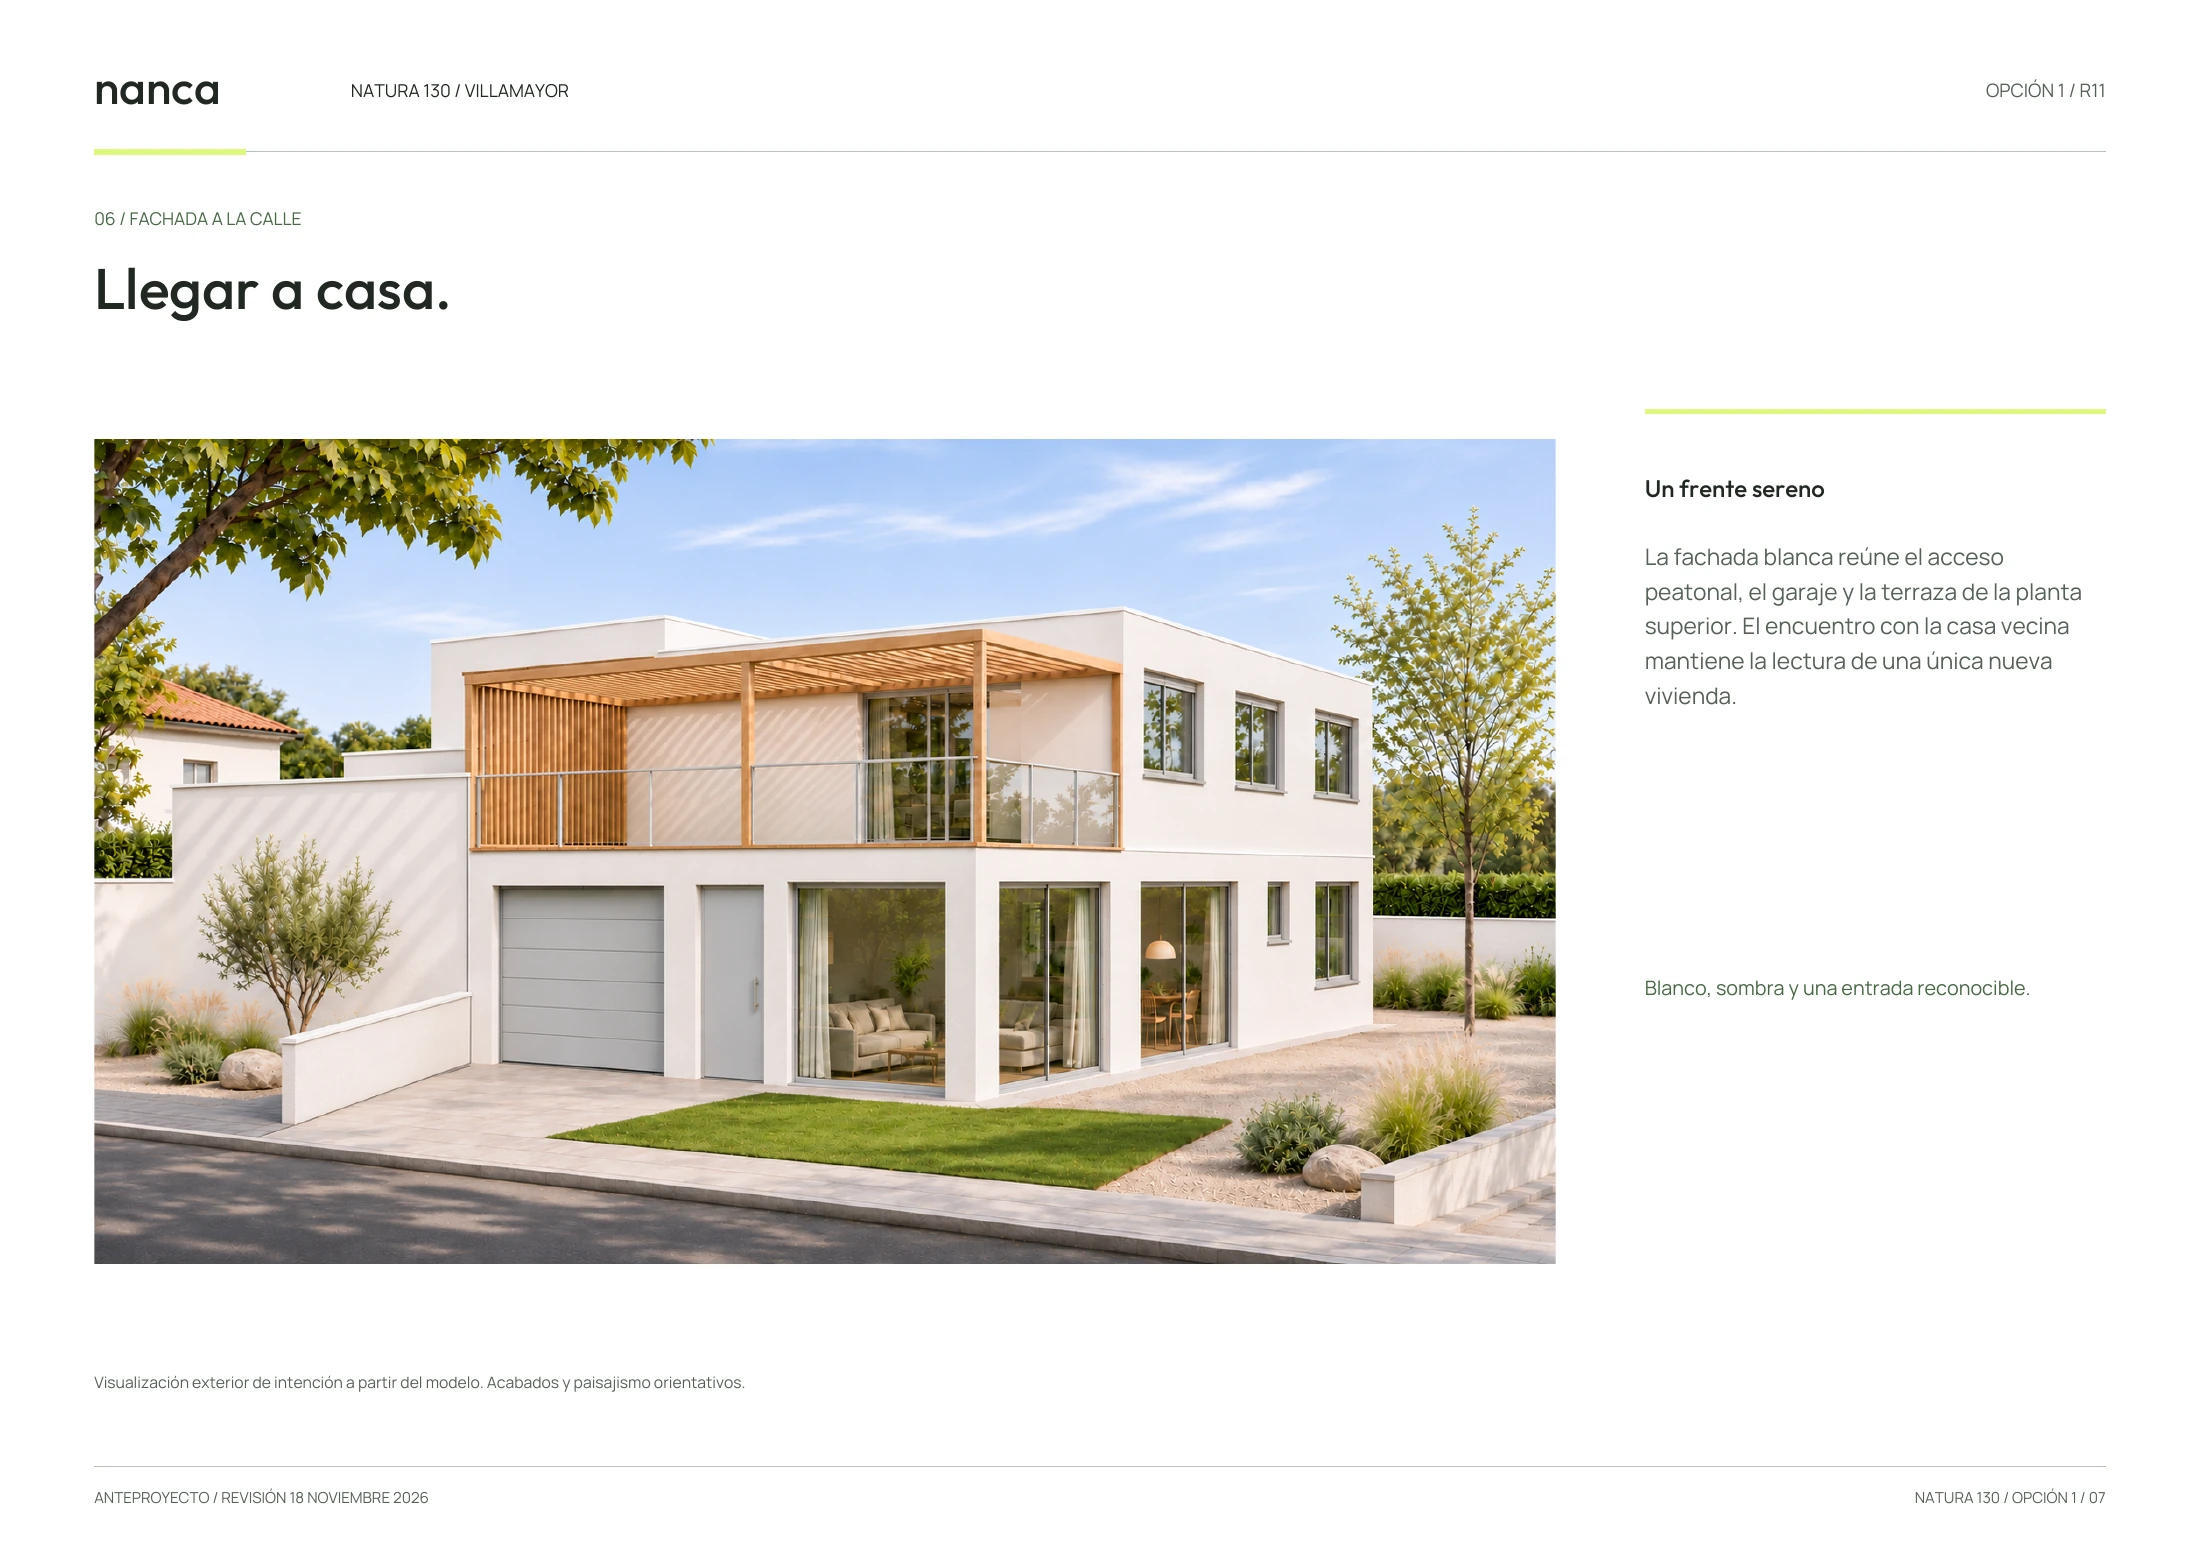 nanca
NATURA 130 / VILLAMAYOR
OPCIÓN 1 / R11
06 / FACHADA A LA CALLE
Llegar a casa.
Un frente sereno
La fachada blanca reúne el acceso
peatonal, el garaje y la terraza de la planta
superior. El encuentro con la casa vecina
mantiene la lectura de una única nueva
vivienda.
Blanco, sombra y una entrada reconocible.
Visualización exterior de intención a partir del modelo. Acabados y paisajismo orientativos.
ANTEPROYECTO / REVISIÓN 18 NOVIEMBRE 2026
NATURA 130 / OPCIÓN 1 / 07